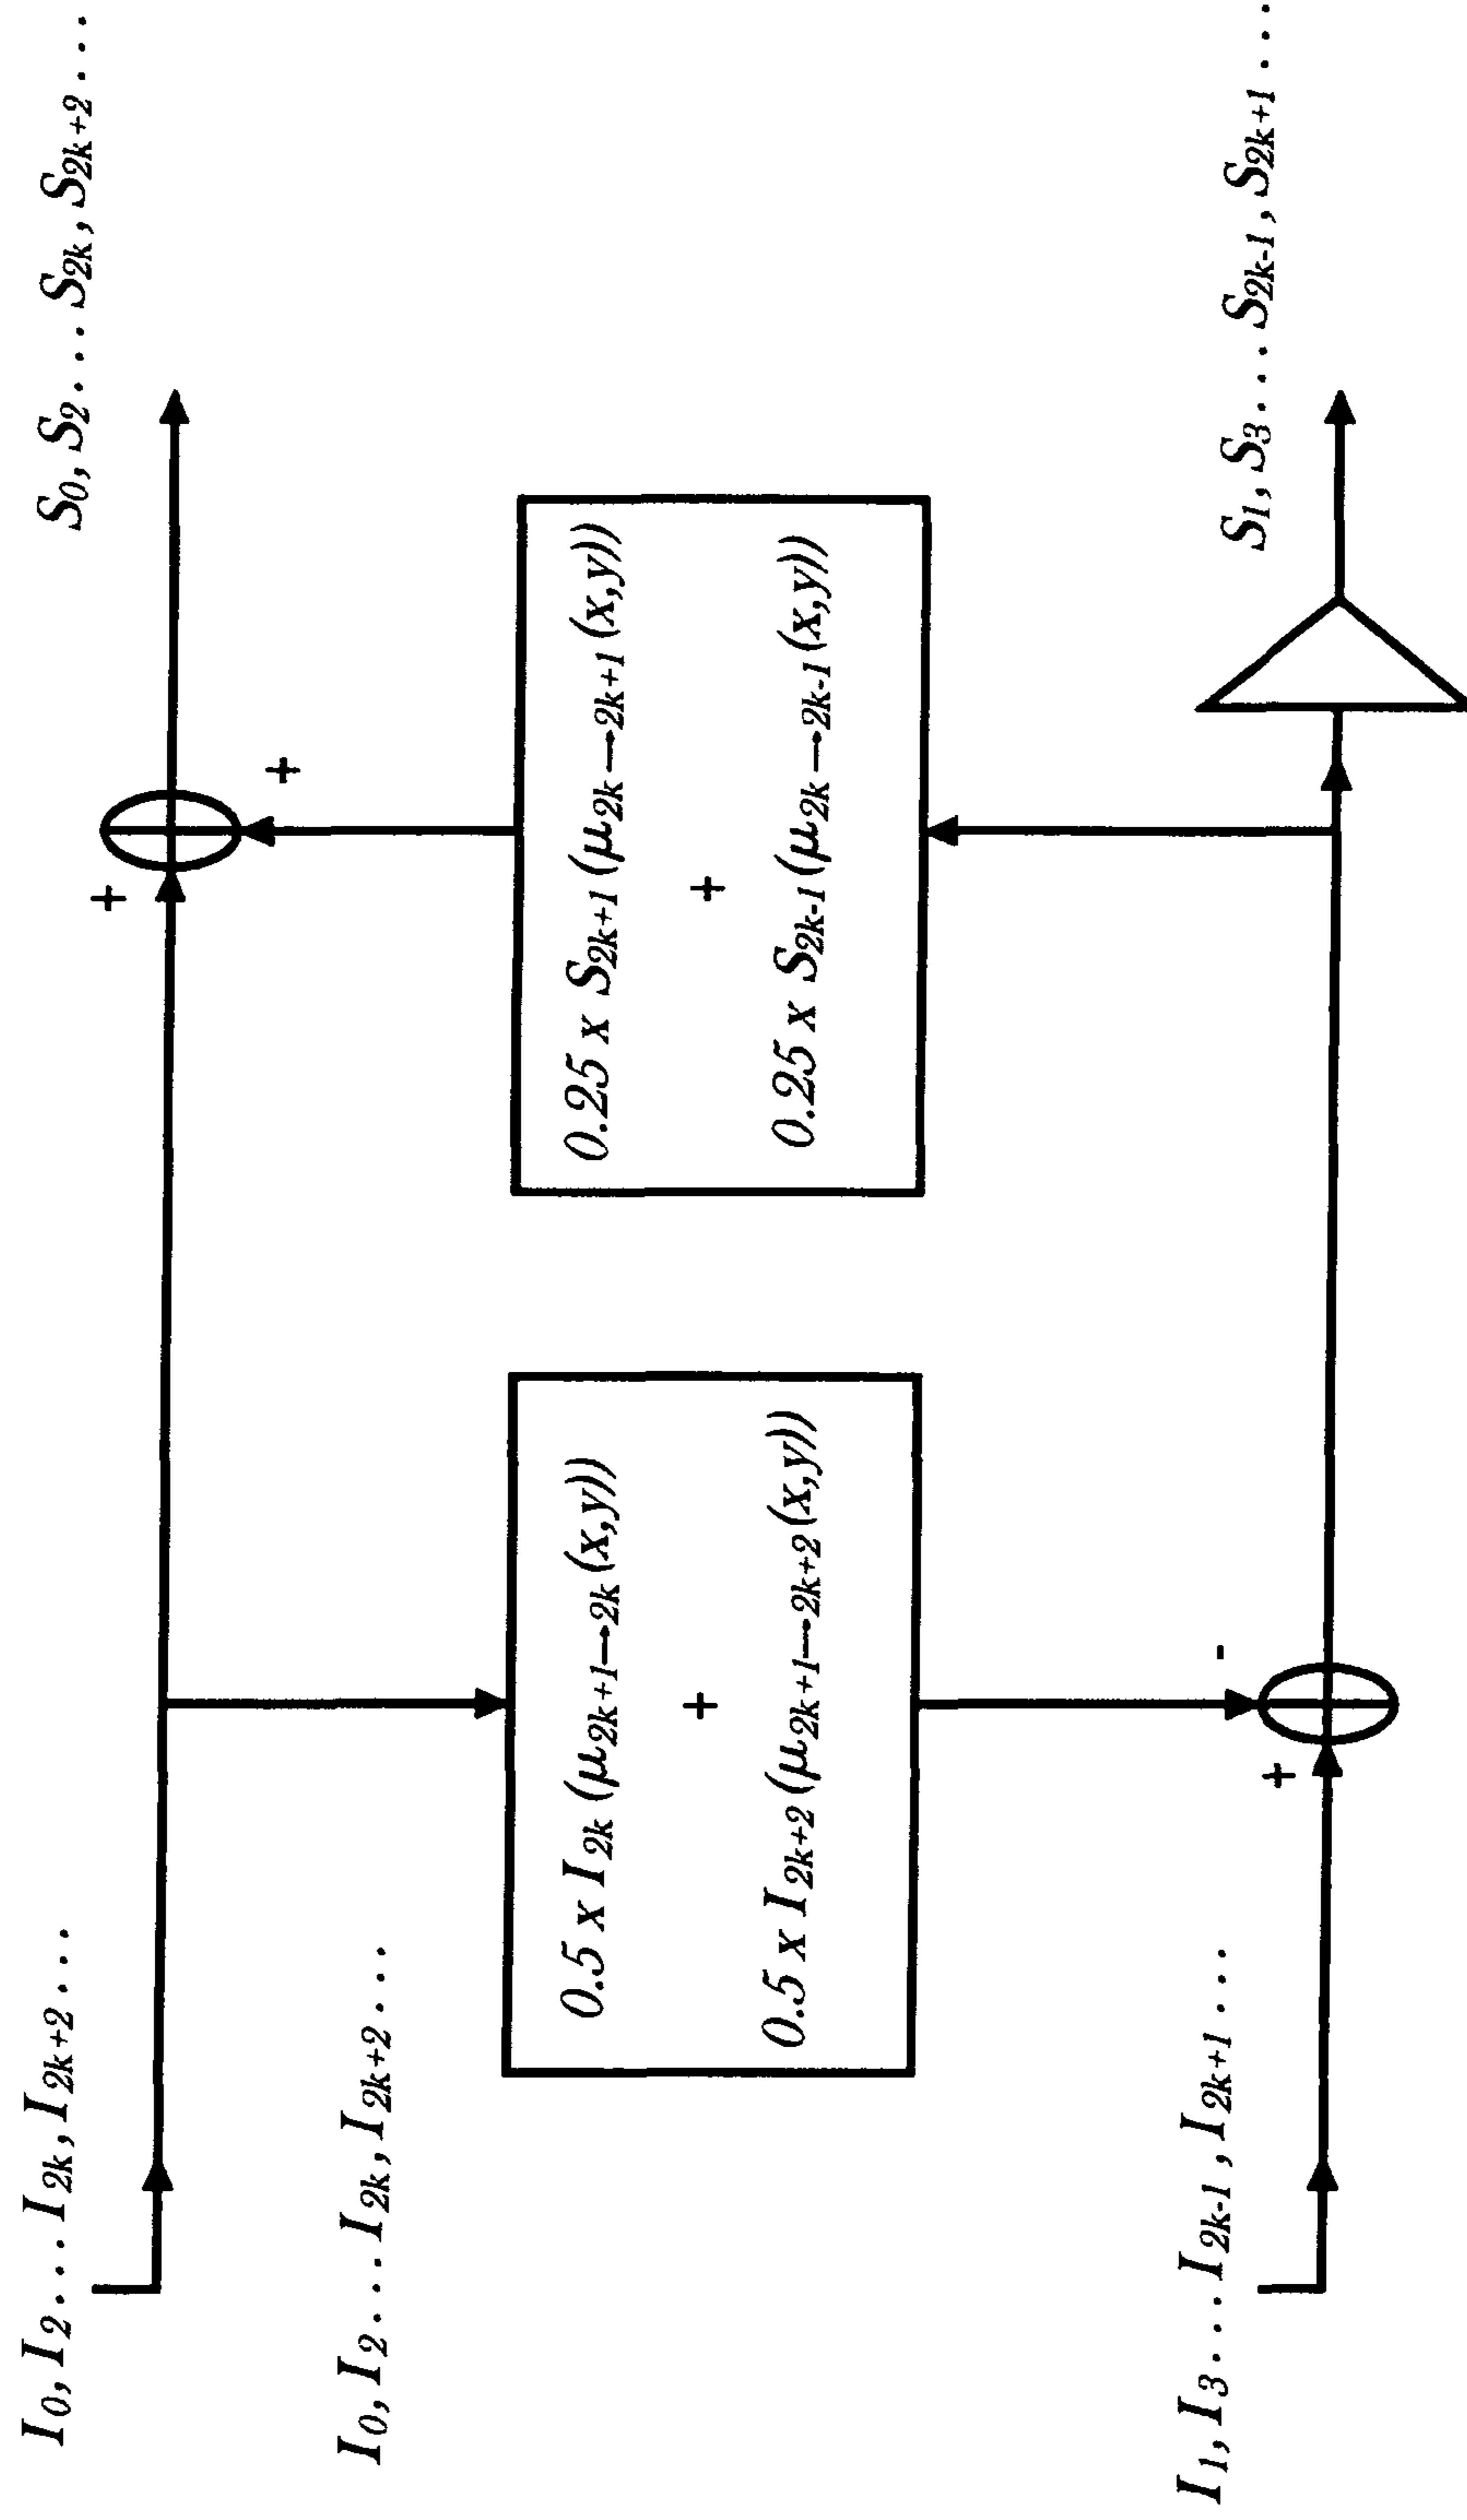 I0, I2 . . . I2k, I2k+2 . . .
S0, S2 . . . S2k, S2k+2 . . .
+
+
I0, I2 . . . I2k, I2k+2 . . .
0.5 x I2k (μ2k+1→2k (x,y))
+
0.5 x I2k+2 (μ2k+1→2k+2 (x,y))
0.25 x S2k+1 (μ2k→2k+1 (x,y))
+
0.25 x S2k-1 (μ2k→2k-1 (x,y))
I1, I3 . . . I2k-1, I2k+1 . . .
+
-
S1, S3 . . . S2k-1, S2k+1 . . .